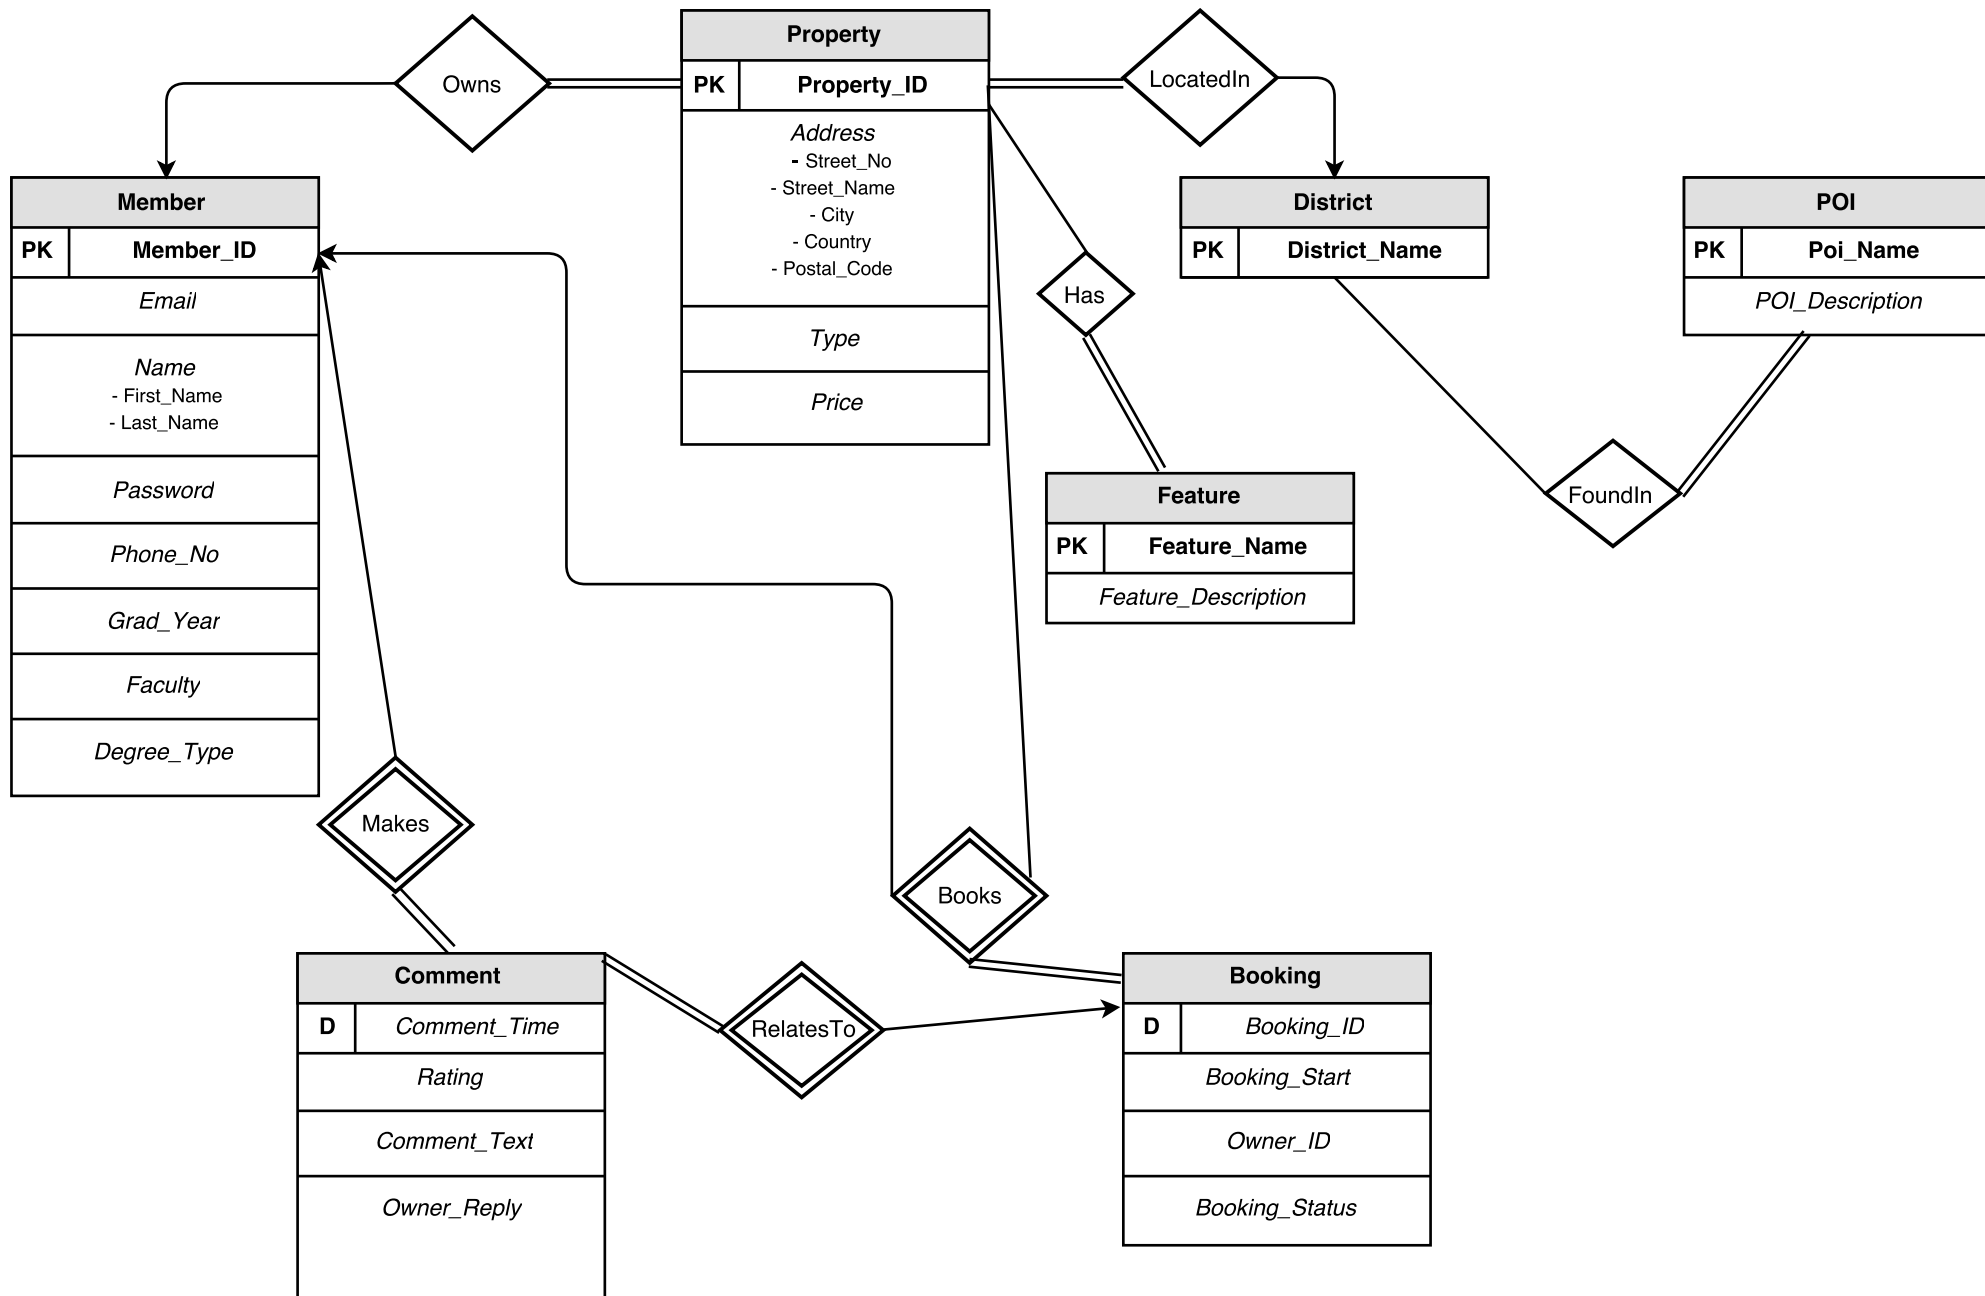 Property
PK Property_ID
Address
- Street_No
- Street_Name
- City
- Country
- Postal_Code
Type
Price
Owns
LocatedIn
Member
PK Member_ID
Email
Name
- First_Name
- Last_Name
Password
Phone_No
Grad_Year
Faculty
Degree_Type
Has
District
PK District_Name
POI
PK Poi_Name
POI_Description
Feature
PK Feature_Name
Feature_Description
FoundIn
Makes
Books
RelatesTo
Comment
D Comment_Time
Rating
Comment_Text
Owner_Reply
Booking
D Booking_ID
Booking_Start
Owner_ID
Booking_Status